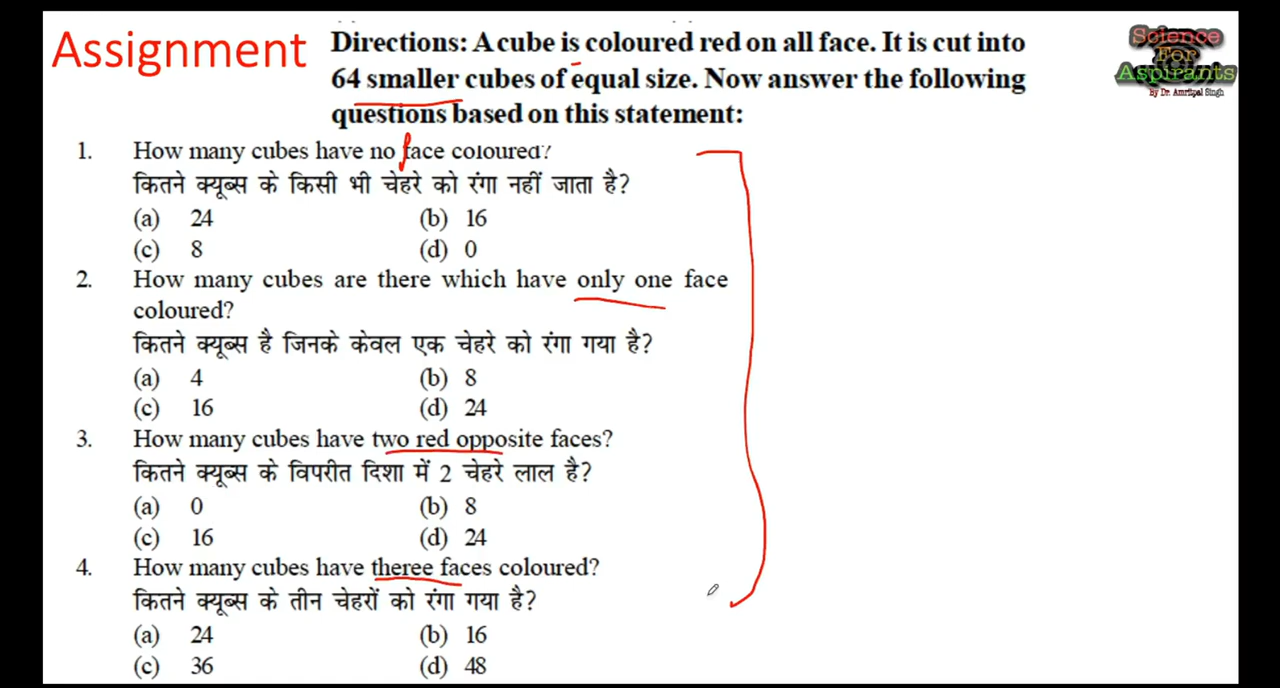 Assignment
Directions: A cube is coloured red on all face. It is cut into
64 smaller cubes of equal size. Now answer the following
questions based on this statement:
Science
For
Aspirants
By Dr. Amritpal Singh
1. How many cubes have no face coloured?
कितने क्यूब्स के किसी भी चेहरे को रंगा नहीं जाता है?
(a) 24 (b) 16
(c) 8 (d) 0
2. How many cubes are there which have only one face
coloured?
कितने क्यूब्स है जिनके केवल एक चेहरे को रंगा गया है?
(a) 4 (b) 8
(c) 16 (d) 24
3. How many cubes have two red opposite faces?
कितने क्यूब्स के विपरीत दिशा में 2 चेहरे लाल है?
(a) 0 (b) 8
(c) 16 (d) 24
4. How many cubes have theree faces coloured?
कितने क्यूब्स के तीन चेहरों को रंगा गया है?
(a) 24 (b) 16
(c) 36 (d) 48